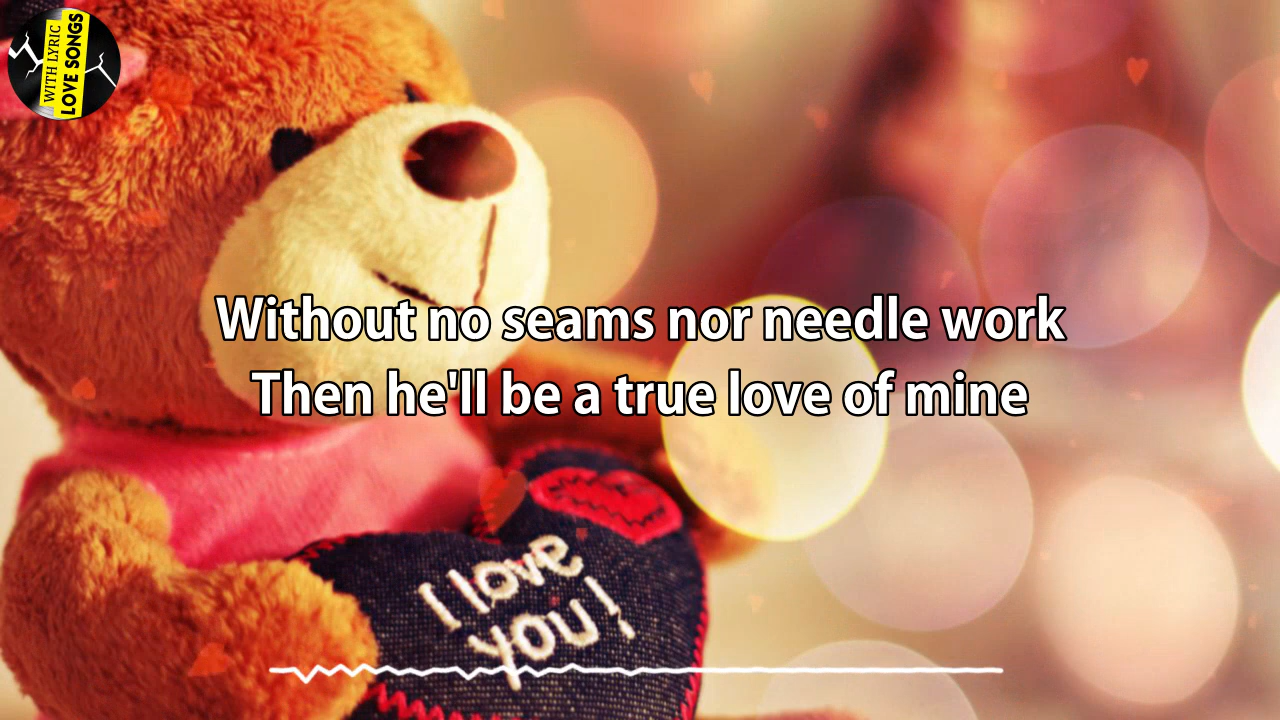 WITH LYRIC
LOVE SONGS
Without no seams nor needle work
Then he'll be a true love of mine
I love
you!